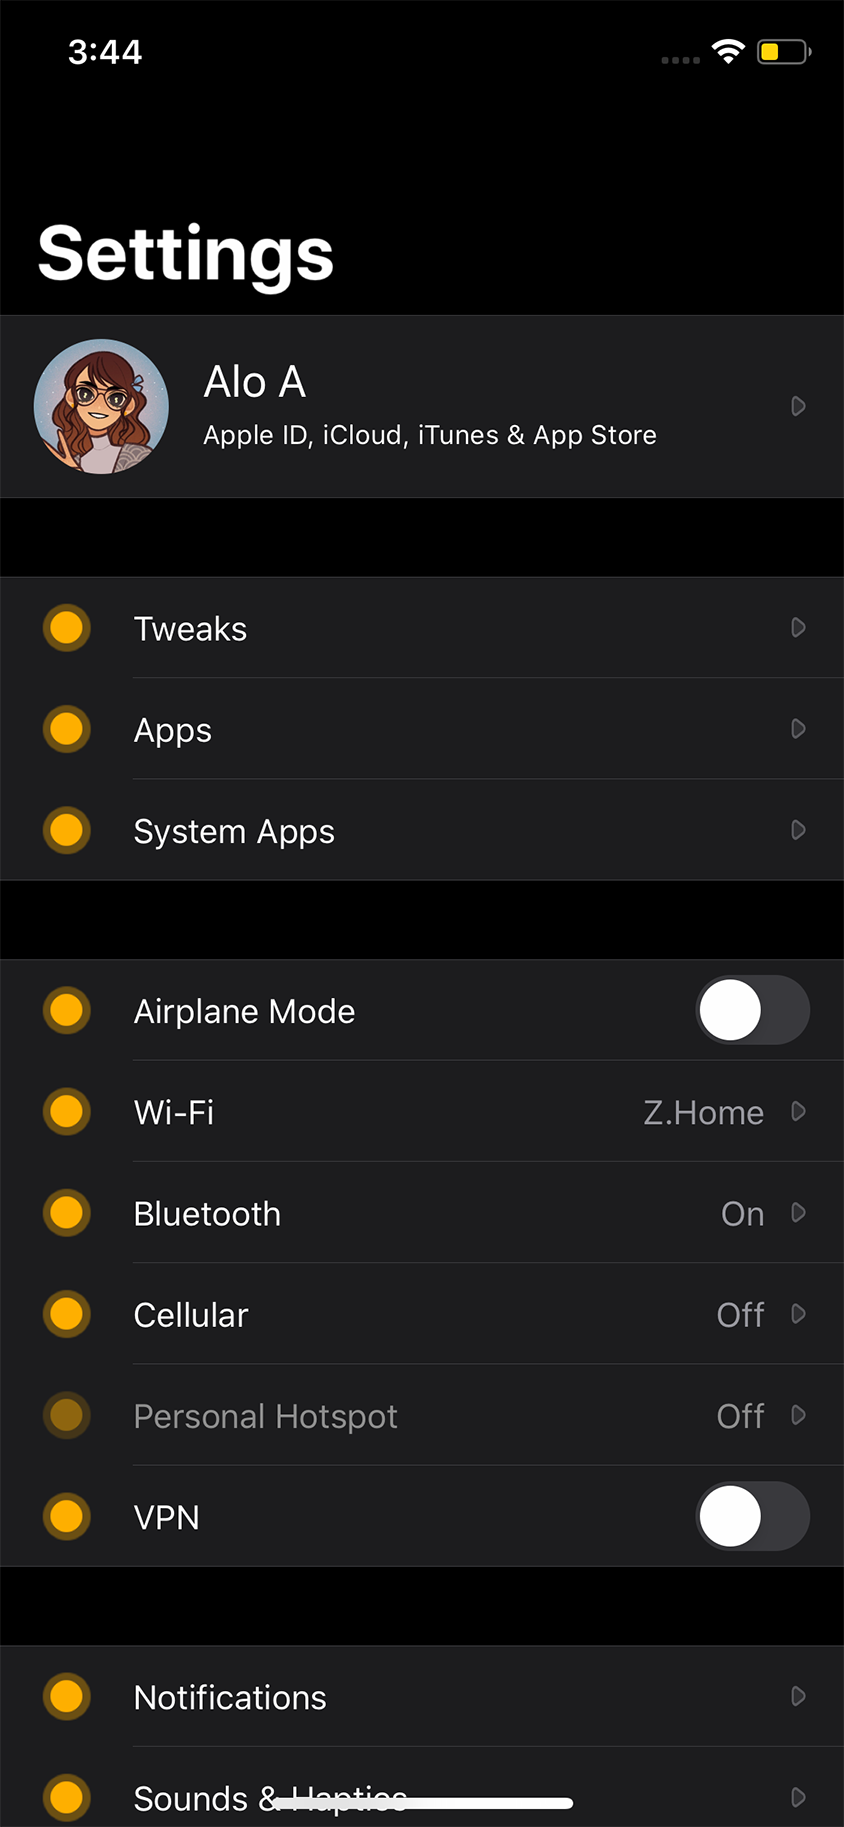 3:44
Settings
Alo A
Apple ID, iCloud, iTunes & App Store
Tweaks
Apps
System Apps
Airplane Mode
Wi-Fi Z.Home
Bluetooth On
Cellular Off
Personal Hotspot Off
VPN
Notifications
Sounds & Haptics